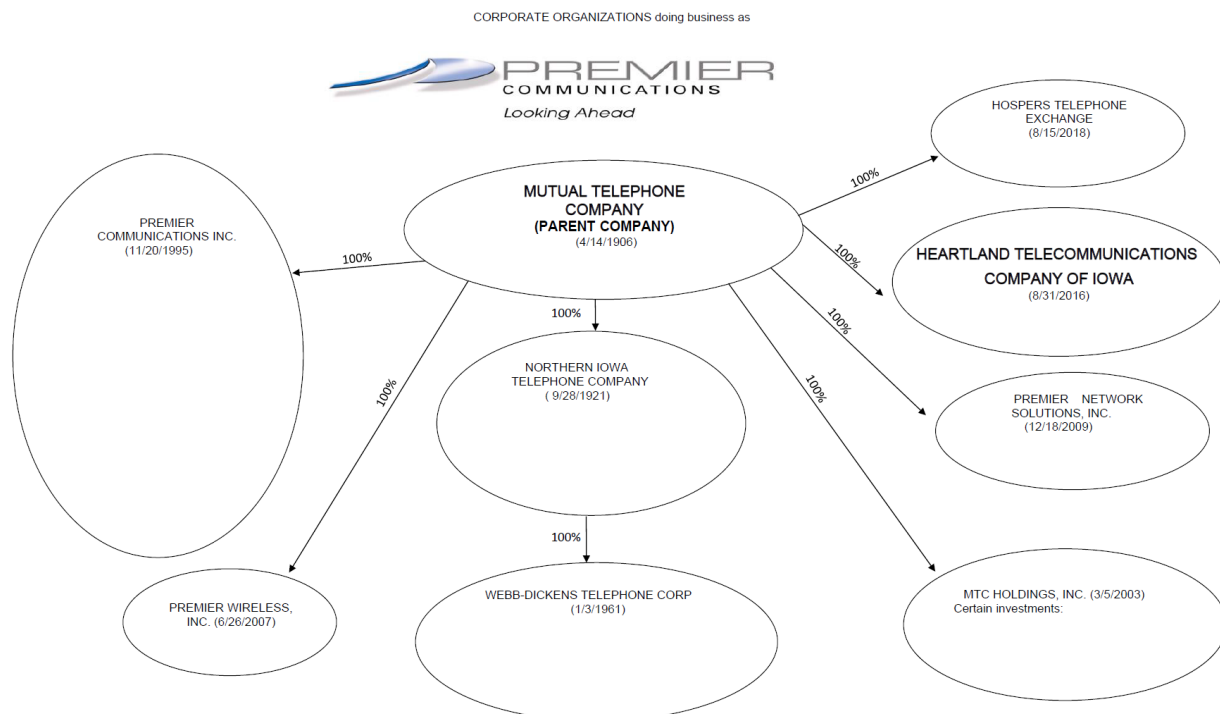 CORPORATE ORGANIZATIONS doing business as
PREMIER
COMMUNICATIONS
Looking Ahead
HOSPERS TELEPHONE
EXCHANGE
(8/15/2018)
100%
MUTUAL TELEPHONE
COMPANY
(PARENT COMPANY)
(4/14/1906)
PREMIER
COMMUNICATIONS INC.
(11/20/1995)
100%
100%
HEARTLAND TELECOMMUNICATIONS
COMPANY OF IOWA
(8/31/2016)
100%
100%
NORTHERN IOWA
TELEPHONE COMPANY
( 9/28/1921)
100%
100%
PREMIER NETWORK
SOLUTIONS, INC.
(12/18/2009)
100%
PREMIER WIRELESS,
INC. (6/26/2007)
WEBB-DICKENS TELEPHONE CORP
(1/3/1961)
MTC HOLDINGS, INC. (3/5/2003)
Certain investments: